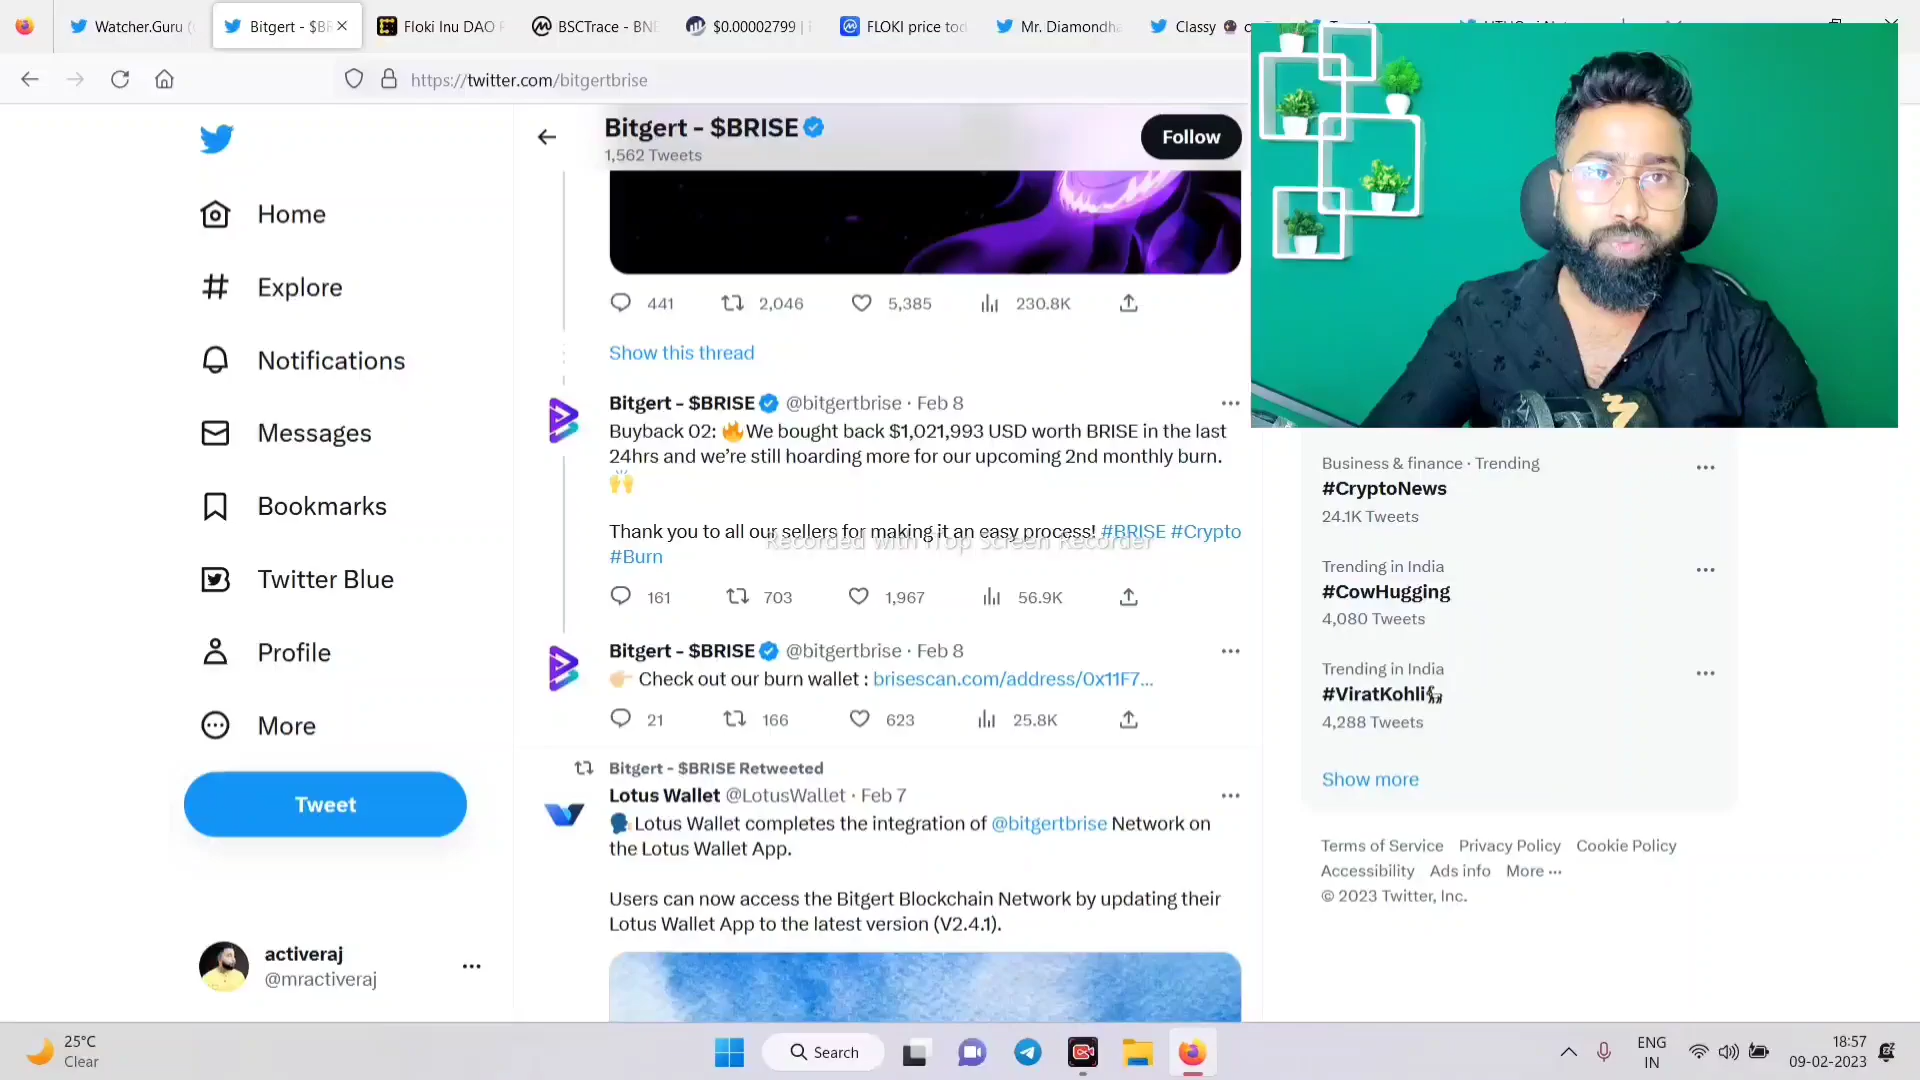 Watcher.Guru
Bitgert - $BR
Floki Inu DAO
BSCTrace - BN
$0.00002799 |
FLOKI price tod
Mr. Diamondha
Classy
https://twitter.com/bitgertbrise
Bitgert - $BRISE
1,562 Tweets
Follow
Home
Explore
Notifications
Messages
Bookmarks
Twitter Blue
Profile
More
Tweet
activeraj
@mractiveraj
441 2,046 5,385 230.8K
Show this thread
Bitgert - $BRISE @bitgertbrise · Feb 8
Buyback 02: 🔥We bought back $1,021,993 USD worth BRISE in the last
24hrs and we’re still hoarding more for our upcoming 2nd monthly burn.
🙌
Thank you to all our sellers for making it an easy process! #BRISE #Crypto
#Burn
Recorded with iTop Screen Recorder
161 703 1,967 56.9K
Bitgert - $BRISE @bitgertbrise · Feb 8
👉🏼 Check out our burn wallet : brisescan.com/address/0x11F7...
21 166 623 25.8K
Bitgert - $BRISE Retweeted
Lotus Wallet @LotusWallet · Feb 7
🗣Lotus Wallet completes the integration of @bitgertbrise Network on
the Lotus Wallet App.
Users can now access the Bitgert Blockchain Network by updating their
Lotus Wallet App to the latest version (V2.4.1).
Business & finance · Trending
#CryptoNews
24.1K Tweets
Trending in India
#CowHugging
4,080 Tweets
Trending in India
#ViratKohli
4,288 Tweets
Show more
Terms of Service Privacy Policy Cookie Policy
Accessibility Ads info More ···
© 2023 Twitter, Inc.
25°C
Clear
Search
ENG
IN
18:57
09-02-2023